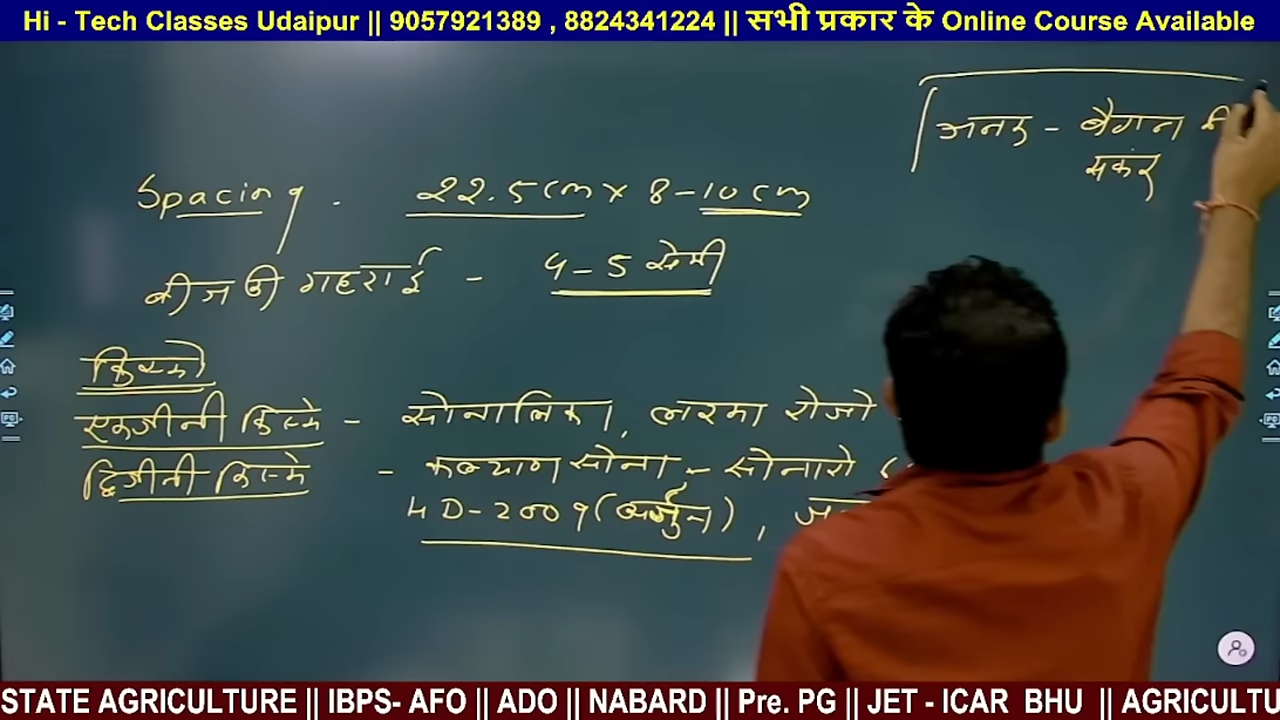 Hi - Tech Classes Udaipur || 9057921389 , 8824341224 || सभी प्रकार के Online Course Available
अनन्द - बैगन की
संकर
Spacing . 22.5 cm x 8-10 cm
बीज की गहराई - 4-5 सेमी
किस्मे
एकजीनी किस्मे - सोनालिका, लरमा रोजो
द्विजीनी किस्मे - कल्याण सोना - सोनारा
HD-2009 (अर्जुन) ,
STATE AGRICULTURE || IBPS- AFO || ADO || NABARD || Pre. PG || JET - ICAR BHU || AGRICULTU